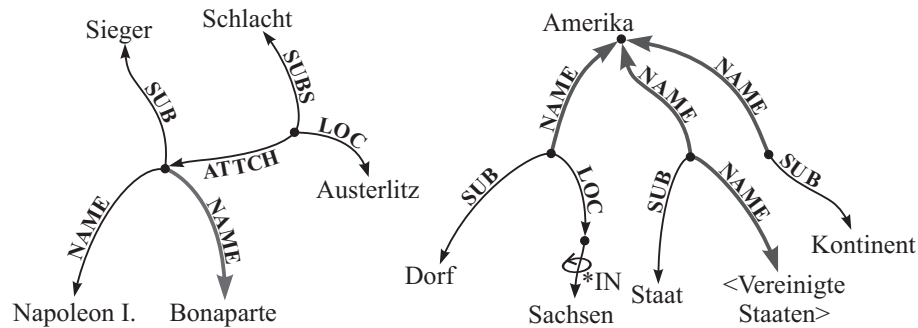 Sieger
Schlacht
SUB
SUBS
LOC
ATTCH
Austerlitz
NAME
NAME
Napoleon I.
Bonaparte
Amerika
NAME
NAME
NAME
SUB
LOC
SUB
NAME
SUB
Kontinent
Dorf
*IN
Sachsen
Staat
<Vereinigte
Staaten>